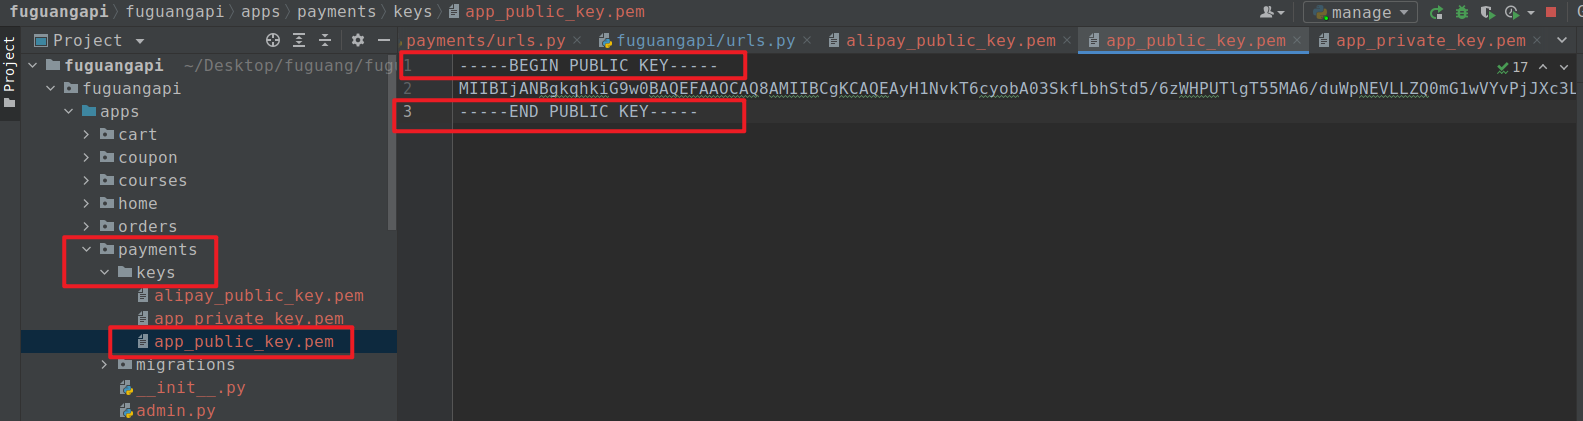 fuguangapi fuguangapi apps payments keys app_public_key.pem manage
Project
Project payments/urls.py fuguangapi/urls.py alipay_public_key.pem app_public_key.pem app_private_key.pem
fuguangapi ~/Desktop/fuguang/fug
fuguangapi
apps
cart
coupon
courses
home
orders
payments
keys
alipay_public_key.pem
app_private_key.pem
app_public_key.pem
migrations
__init__.py
admin.py
1 -----BEGIN PUBLIC KEY----- 17
2 MIIBIjANBgkqhkiG9w0BAQEFAAOCAQ8AMIIBCgKCAQEAyH1NvkT6cyobA03SkfLbhStd5/6zWHPUTlgT55MA6/duWpNEVLLZQ0mG1wVYvPjJXc3L
3 -----END PUBLIC KEY-----